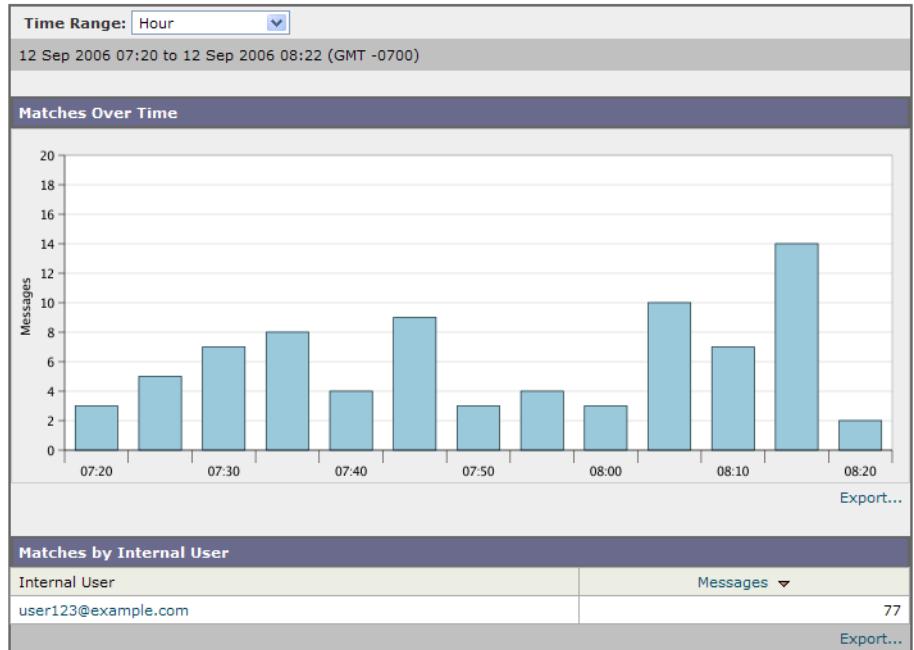 Time Range: Hour
12 Sep 2006 07:20 to 12 Sep 2006 08:22 (GMT -0700)
Matches Over Time
20
18
16
14
12
10
8
6
4
2
0
Messages
07:20 07:30 07:40 07:50 08:00 08:10 08:20
Export...
Matches by Internal User
Internal User Messages
user123@example.com 77
Export...